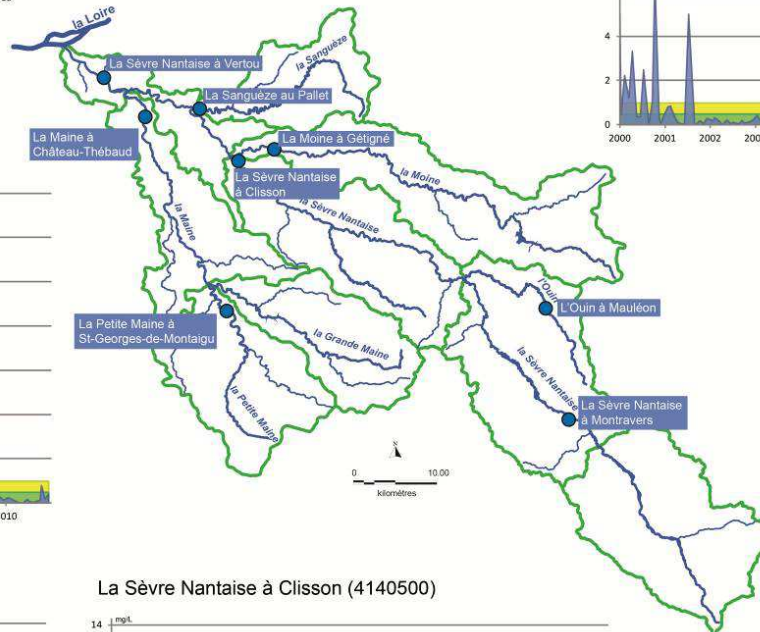 la Loire
La Sèvre Nantaise à Vertou
la Sanguèze
La Sanguèze au Pallet
La Maine à
Château-Thébaud
La Moine à Gétigné
La Sèvre Nantaise
à Clisson
la Moine
la Sèvre Nantaise
la Maine
l'Ouin
L'Ouin à Mauléon
La Petite Maine à
St-Georges-de-Montaigu
la Grande Maine
la Petite Maine
la Sèvre Nantaise
La Sèvre Nantaise
à Montravers
N
0 10.00
kilomètres
4
2
0
2000 2001 2002
010
La Sèvre Nantaise à Clisson (4140500)
14 mg/L